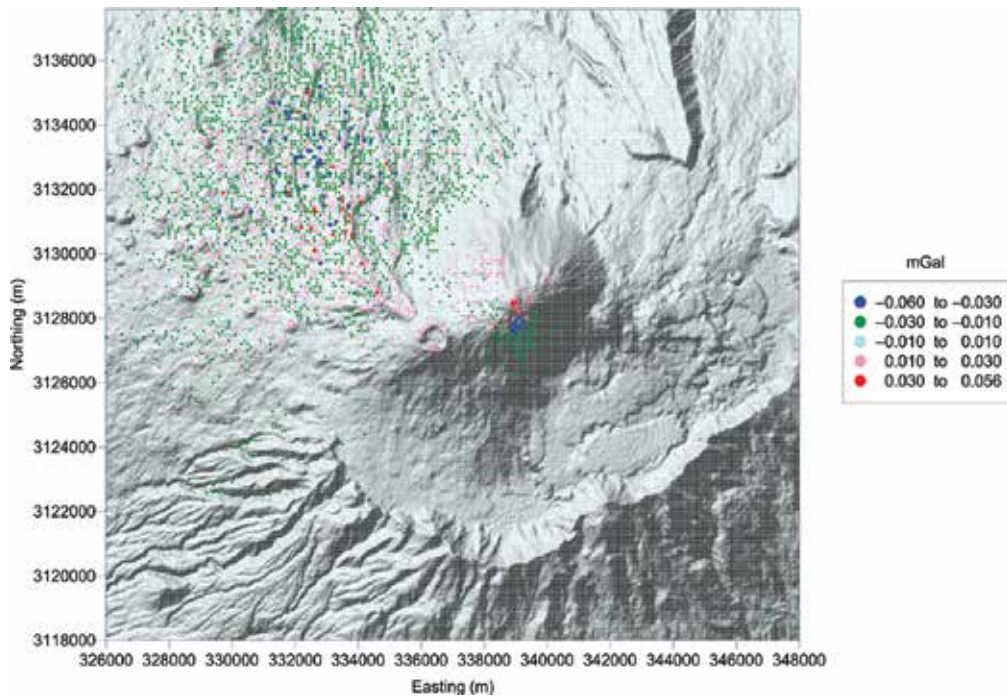 3136000
3134000
3132000
3130000
3128000
3126000
3124000
3122000
3120000
3118000
Northing (m)
326000 328000 330000 332000 334000 336000 338000 340000 342000 344000 346000 348000
Easting (m)
mGal
−0.060 to −0.030
−0.030 to −0.010
−0.010 to 0.010
0.010 to 0.030
0.030 to 0.056